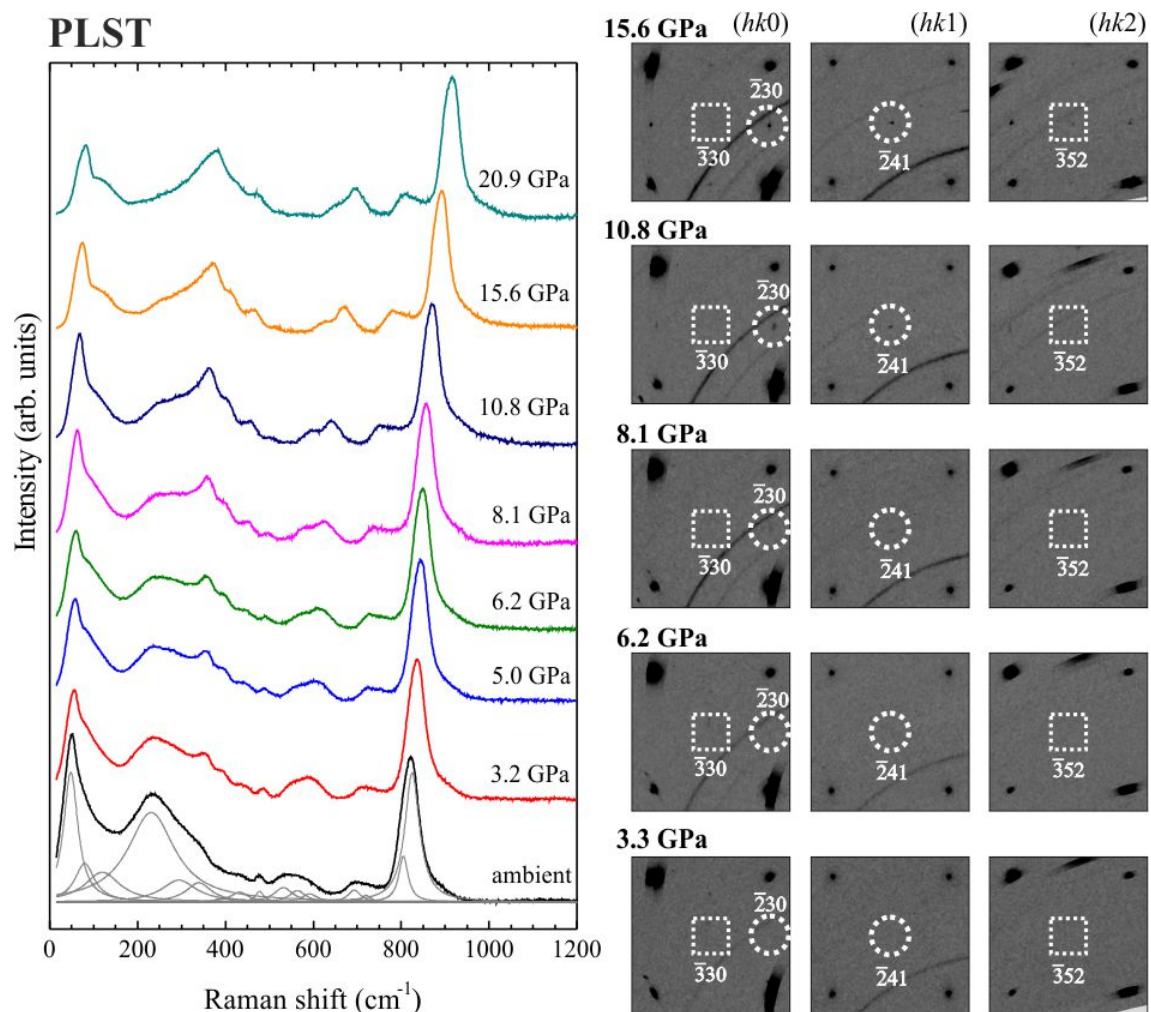 PLST
Intensity (arb. units)
20.9 GPa
15.6 GPa
10.8 GPa
8.1 GPa
6.2 GPa
5.0 GPa
3.2 GPa
ambient
0 200 400 600 800 1000 1200
Raman shift (cm⁻¹)
(hk0) (hk1) (hk2)
15.6 GPa
2̅30
3̅30 2̅41 3̅52
10.8 GPa
2̅30
3̅30 2̅41 3̅52
8.1 GPa
2̅30
3̅30 2̅41 3̅52
6.2 GPa
2̅30
3̅30 2̅41 3̅52
3.3 GPa
2̅30
3̅30 2̅41 3̅52